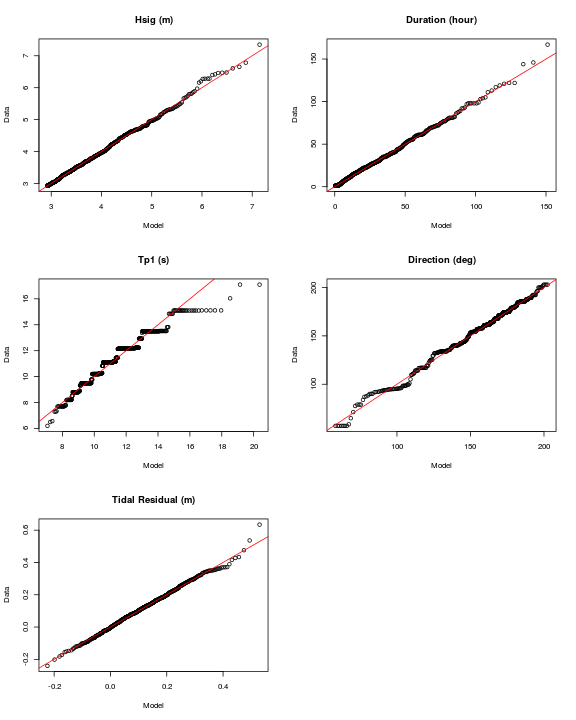 Hsig (m)
Data
7
6
5
4
3
3 4 5 6 7
Model
Duration (hour)
Data
150
100
50
0
0 50 100 150
Model
Tp1 (s)
Data
16
14
12
10
8
6
8 10 12 14 16 18 20
Model
Direction (deg)
Data
200
150
100
100 150 200
Model
Tidal Residual (m)
Data
0.6
0.4
0.2
0.0
-0.2
-0.2 0.0 0.2 0.4
Model